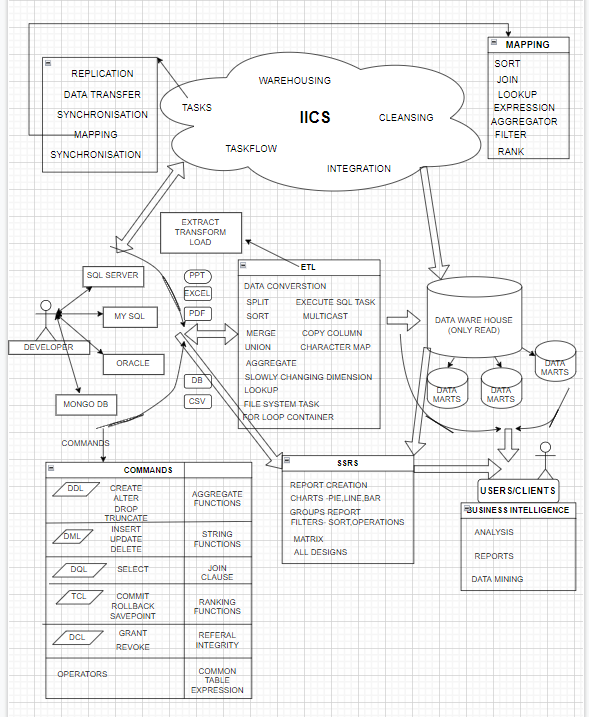 MAPPING
SORT
JOIN
LOOKUP
EXPRESSION
AGGREGATOR
FILTER
RANK
REPLICATION
DATA TRANSFER
SYNCHRONISATION
MAPPING
SYNCHRONISATION
WAREHOUSING
TASKS
IICS
CLEANSING
TASKFLOW
INTEGRATION
EXTRACT
TRANSFORM
LOAD
SQL SERVER
MY SQL
DEVELOPER
ORACLE
MONGO DB
PPT
EXCEL
PDF
DB
CSV
ETL
DATA CONVERSTION
SPLIT EXECUTE SQL TASK
SORT MULTICAST
MERGE COPY COLUMN
UNION CHARACTER MAP
AGGREGATE
SLOWLY CHANGING DIMENSION
LOOKUP
FILE SYSTEM TASK
FOR LOOP CONTAINER
DATA WARE HOUSE
(ONLY READ)
DATA
MARTS
DATA
MARTS
DATA
MARTS
COMMANDS
COMMANDS
DDL
CREATE
ALTER
DROP
TRUNCATE
AGGREGATE
FUNCTIONS
DML
INSERT
UPDATE
DELETE
STRING
FUNCTIONS
DQL
SELECT
JOIN
CLAUSE
TCL
COMMIT
ROLLBACK
SAVEPOINT
RANKING
FUNCTIONS
DCL
GRANT
REVOKE
REFERAL
INTEGRITY
OPERATORS
COMMON
TABLE
EXPRESSION
SSRS
REPORT CREATION
CHARTS -PIE,LINE,BAR
GROUPS REPORT
FILTERS- SORT,OPERATIONS
MATRIX
ALL DESIGNS
USERS/CLIENTS
BUSINESS INTELLIGENCE
ANALYSIS
REPORTS
DATA MINING